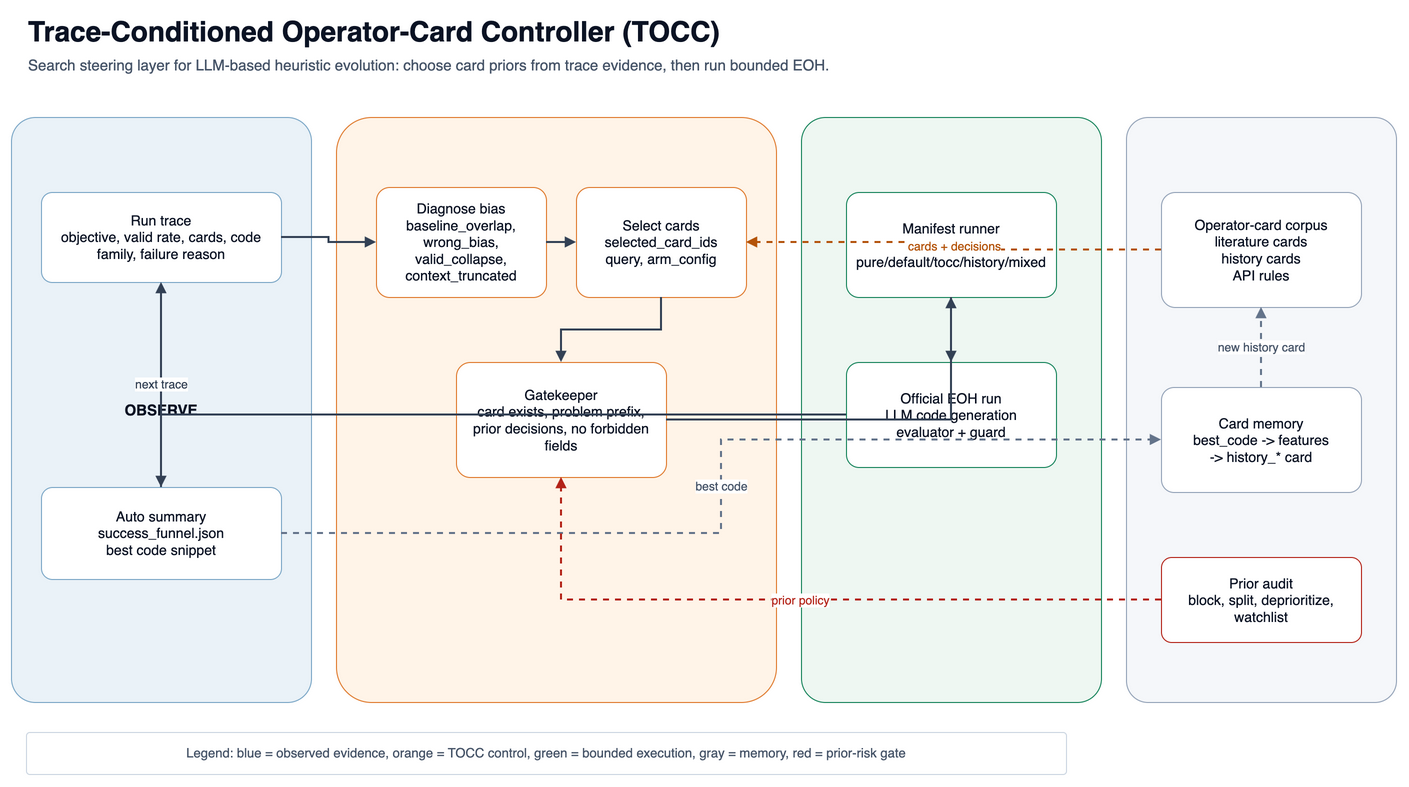 Trace-Conditioned Operator-Card Controller (TOCC)
Search steering layer for LLM-based heuristic evolution: choose card priors from trace evidence, then run bounded EOH.
Run trace
objective, valid rate, cards, code
family, failure reason
next trace
OBSERVE
Auto summary
success_funnel.json
best code snippet
Diagnose bias
baseline_overlap,
wrong_bias,
valid_collapse,
context_truncated
Select cards
selected_card_ids
query, arm_config
Gatekeeper
card exists, problem prefix,
prior decisions, no forbidden
fields
best code
prior policy
Manifest runner
cards + decisions
pure/default/tocc/history/mixed
Official EOH run
LLM code generation
evaluator + guard
Operator-card corpus
literature cards
history cards
API rules
new history card
Card memory
best_code -> features
-> history_* card
Prior audit
block, split, deprioritize,
watchlist
Legend: blue = observed evidence, orange = TOCC control, green = bounded execution, gray = memory, red = prior-risk gate